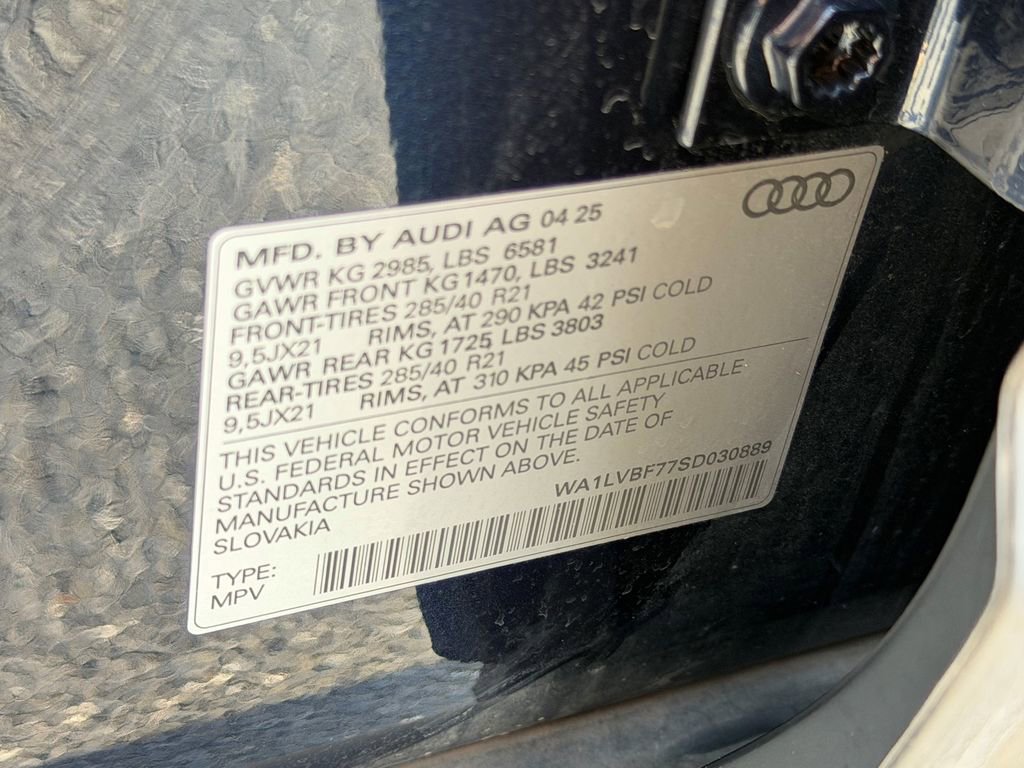 MFD. BY AUDI AG 04 25
GVWR KG 2985, LBS 6581
GAWR FRONT KG 1470, LBS 3241
FRONT-TIRES 285/40 R21
9,5JX21 RIMS, AT 290 KPA 42 PSI COLD
GAWR REAR KG 1725 LBS 3803
REAR-TIRES 285/40 R21
9,5JX21 RIMS, AT 310 KPA 45 PSI COLD
THIS VEHICLE CONFORMS TO ALL APPLICABLE
U.S. FEDERAL MOTOR VEHICLE SAFETY
STANDARDS IN EFFECT ON THE DATE OF
MANUFACTURE SHOWN ABOVE.
SLOVAKIA
WA1LVBF77SD030889
TYPE:
MPV